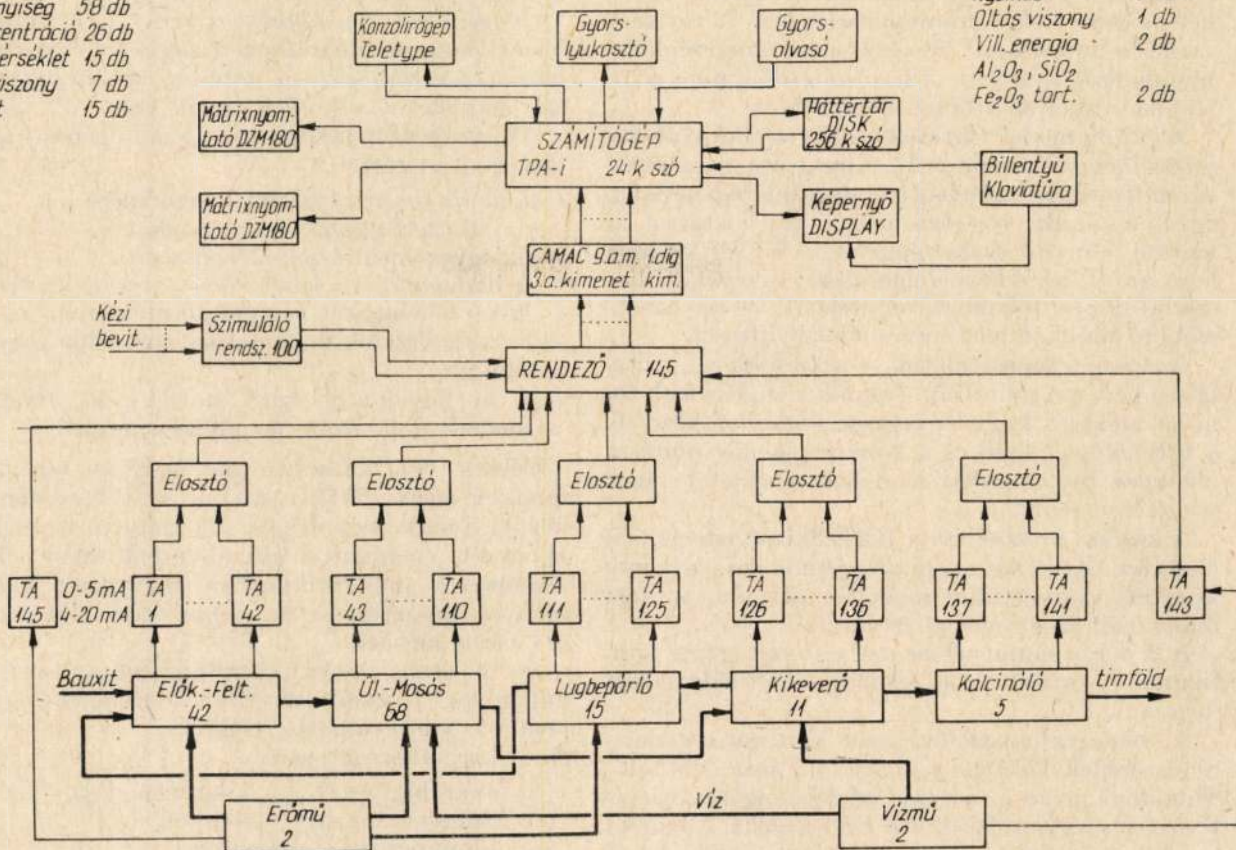 58 db
26 db
15 db
7 db
15 db
Oltás viszony 1 db
Vill. energia 2 db
Al₂O₃, SiO₂
Fe₂O₃ tart. 2 db
Konzolirógép
Teletype
Gyors-
lyukasztó
Gyors-
olvasó
Mátrixnyom-
tató DZM180
SZÁMÍTÓGÉP
TPA-i 24 k szó
Háttértár
DISK
256 k szó
Billentyű
Klaviatúra
Mátrixnyom-
tató DZM180
Képernyő
DISPLAY
CAMAC 9.a.m. 1.dig
3.a.kimenet kim.
Kézi
bevit.
Szimuláló
rendsz. 100
RENDEZŐ 145
Elosztó
Elosztó
Elosztó
Elosztó
Elosztó
TA
145
0-5 mA
4-20 mA
TA
1
TA
42
TA
43
TA
110
TA
111
TA
125
TA
126
TA
136
TA
137
TA
141
TA
143
Bauxit
Elők.-Felt.
42
Ül.-Mosás
68
Lugbepárló
15
Kikeverő
11
Kalcináló
5
timföld
Erőmű
2
Víz
Vízmű
2